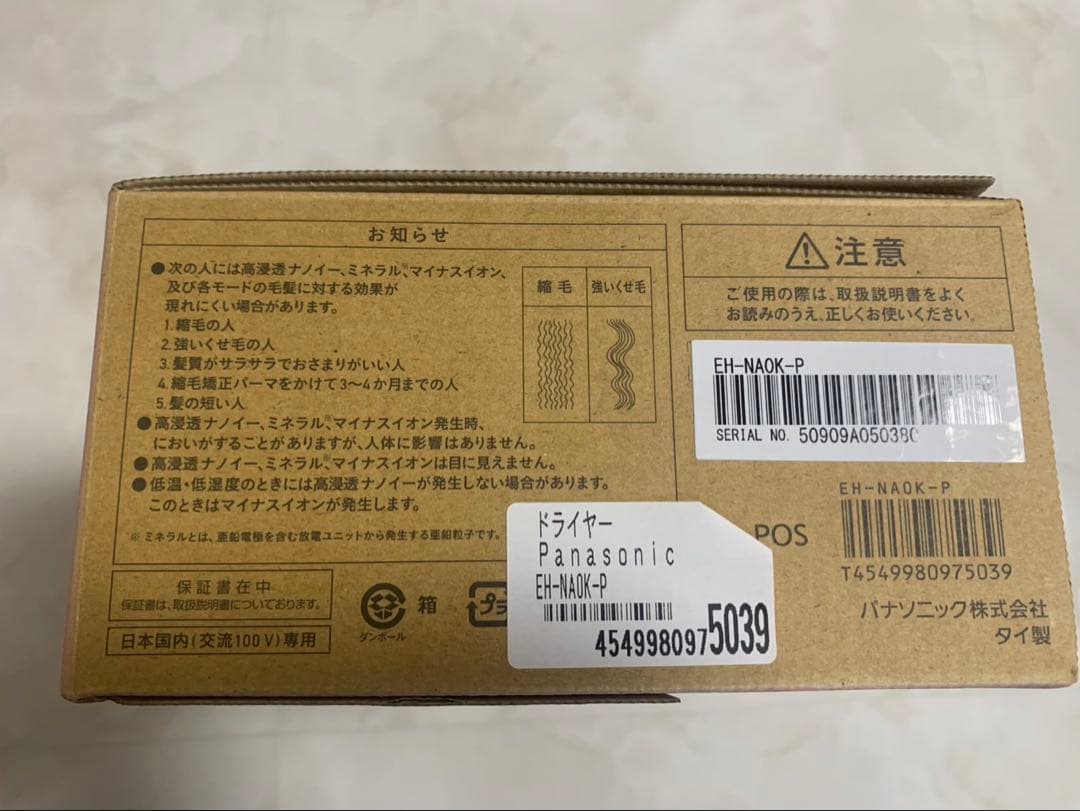 お知らせ
●次の人には高浸透ナノイー、ミネラル※、マイナスイオン、
及び各モードの毛髪に対する効果が
現れにくい場合があります。
1.縮毛の人
2.強いくせ毛の人
3.髪質がサラサラでおさまりがいい人
4.縮毛矯正パーマをかけて3〜4か月までの人
5.髪の短い人
縮毛 強いくせ毛
●高浸透ナノイー、ミネラル※、マイナスイオン発生時、
においがすることがありますが、人体に影響はありません。
●高浸透ナノイー、ミネラル※、マイナスイオンは目に見えません。
●低温・低湿度のときには高浸透ナノイーが発生しない場合があります。
このときはマイナスイオンが発生します。
※ ミネラルとは、亜鉛電極を含む放電ユニットから発生する亜鉛粒子です。
保証書在中
保証書は、取扱説明書についております。
日本国内(交流100V)専用
ダンボール
箱
プラ
注意
ご使用の際は、取扱説明書をよく
お読みのうえ、正しくお使いください。
EH-NA0K-P
SERIAL NO. 50909A050380
EH-NA0K-P
POS
T4549980975039
パナソニック株式会社
タイ製
ドライヤー
Panasonic
EH-NA0K-P
4549980975039